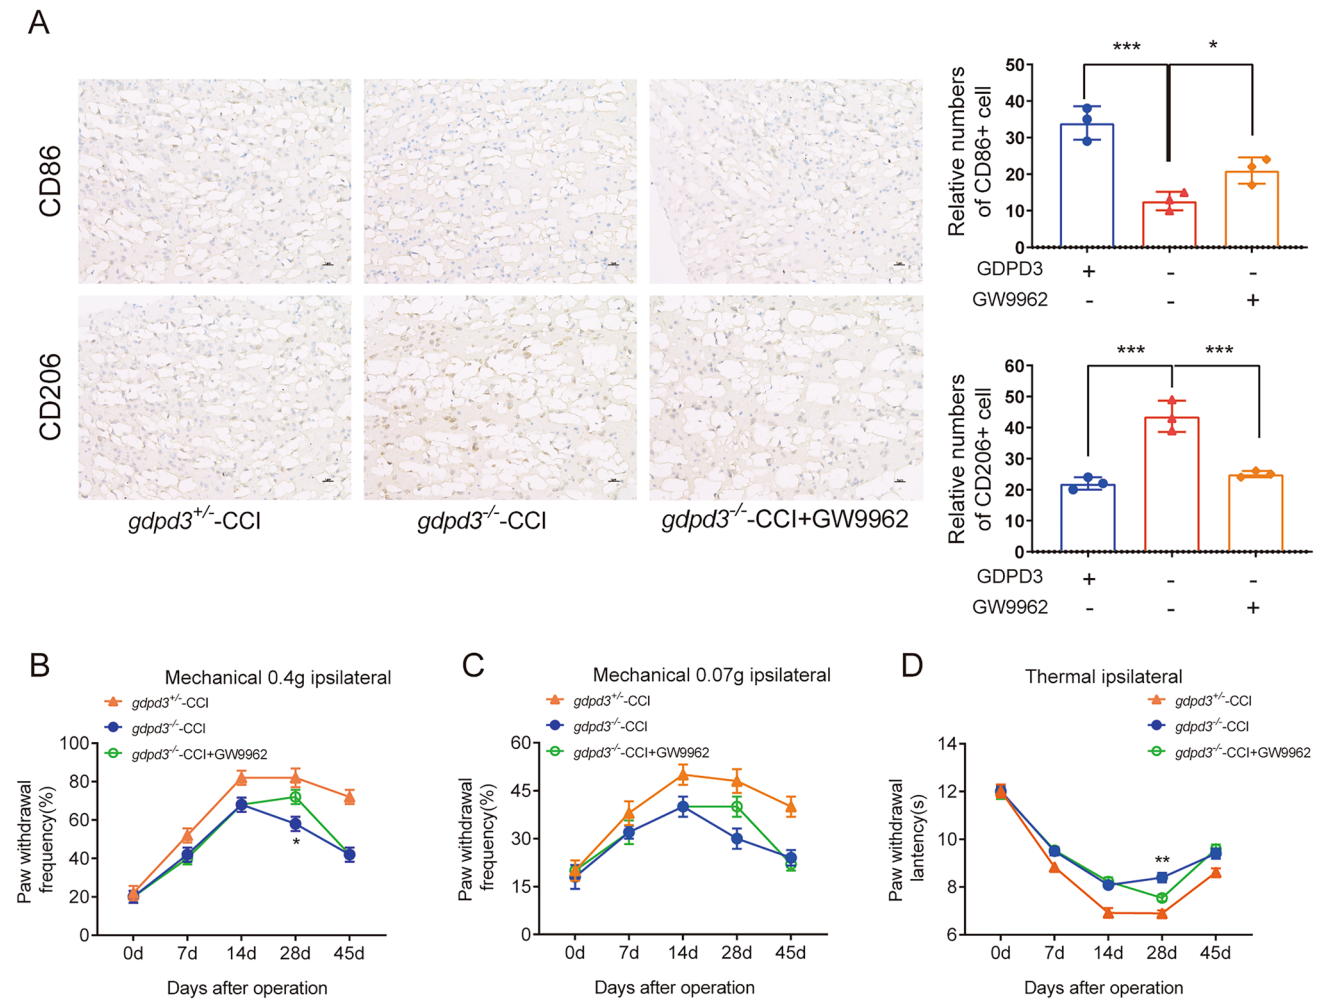 A
CD86
CD206
gdpd3+/--CCI
gdpd3-/--CCI
gdpd3-/--CCI+GW9962
Relative numbers
of CD86+ cell
50
40
30
20
10
0
***
*
GDPD3 + - -
GW9962 - - +
Relative numbers
of CD206+ cell
60
50
40
30
20
10
0
***
***
GDPD3 + - -
GW9962 - - +
B
Mechanical 0.4g ipsilateral
gdpd3+/--CCI
gdpd3-/--CCI
gdpd3-/--CCI+GW9962
Paw withdrawal
frequency(%)
100
80
60
40
20
0
*
0d 7d 14d 28d 45d
Days after operation
C
Mechanical 0.07g ipsilateral
gdpd3+/--CCI
gdpd3-/--CCI
gdpd3-/--CCI+GW9962
Paw withdrawal
frequency(%)
60
45
30
15
0
0d 7d 14d 28d 45d
Days after operation
D
Thermal ipsilateral
gdpd3+/--CCI
gdpd3-/--CCI
gdpd3-/--CCI+GW9962
Paw withdrawal
lantency(s)
14
12
10
8
6
**
0d 7d 14d 28d 45d
Days after operation